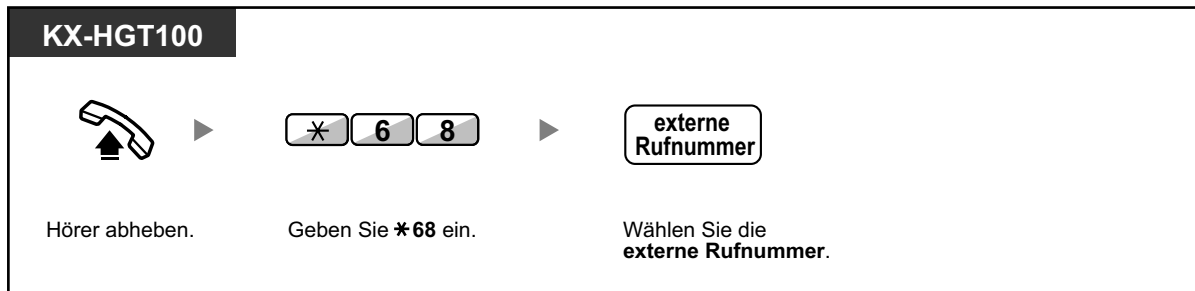 KX-HGT100
✳ 6 8
externe
Rufnummer
Hörer abheben.
Geben Sie ✳68 ein.
Wählen Sie die
externe Rufnummer.